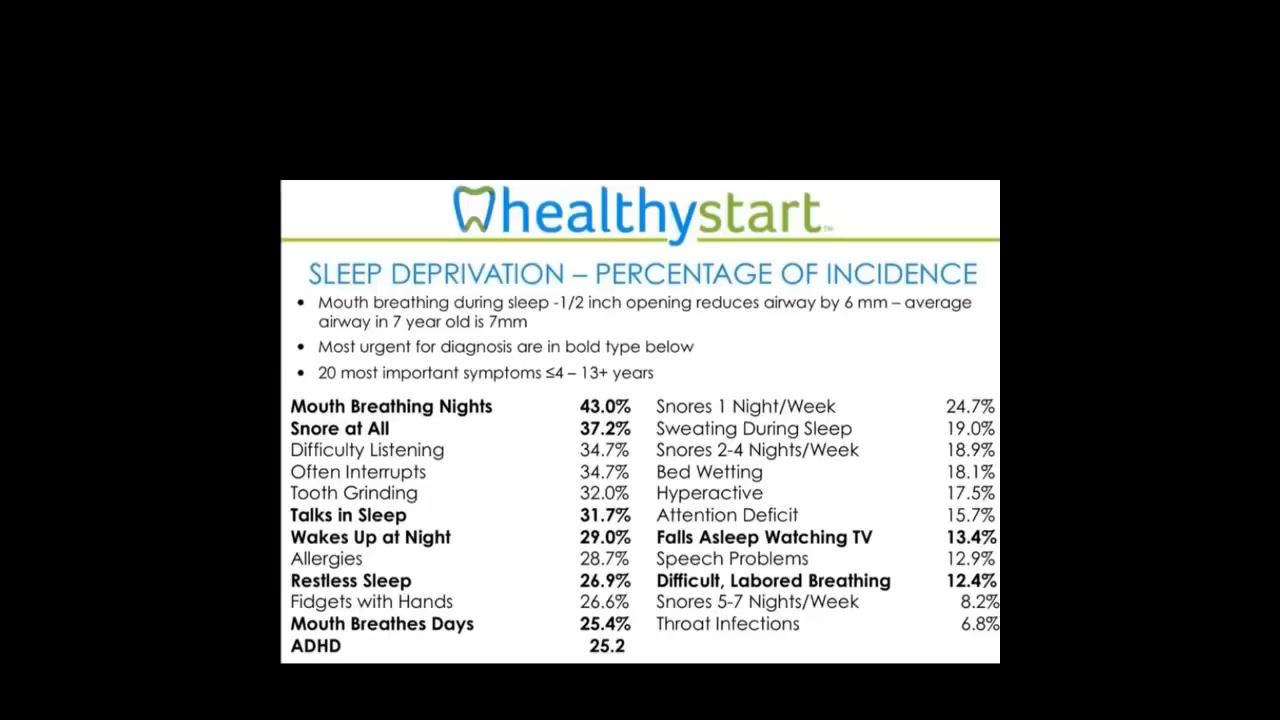 healthystart™
SLEEP DEPRIVATION – PERCENTAGE OF INCIDENCE
• Mouth breathing during sleep -1/2 inch opening reduces airway by 6 mm – average
airway in 7 year old is 7mm
• Most urgent for diagnosis are in bold type below
• 20 most important symptoms ≤4 – 13+ years
Mouth Breathing Nights 43.0%
Snore at All 37.2%
Difficulty Listening 34.7%
Often Interrupts 34.7%
Tooth Grinding 32.0%
Talks in Sleep 31.7%
Wakes Up at Night 29.0%
Allergies 28.7%
Restless Sleep 26.9%
Fidgets with Hands 26.6%
Mouth Breathes Days 25.4%
ADHD 25.2
Snores 1 Night/Week 24.7%
Sweating During Sleep 19.0%
Snores 2-4 Nights/Week 18.9%
Bed Wetting 18.1%
Hyperactive 17.5%
Attention Deficit 15.7%
Falls Asleep Watching TV 13.4%
Speech Problems 12.9%
Difficult, Labored Breathing 12.4%
Snores 5-7 Nights/Week 8.2%
Throat Infections 6.8%